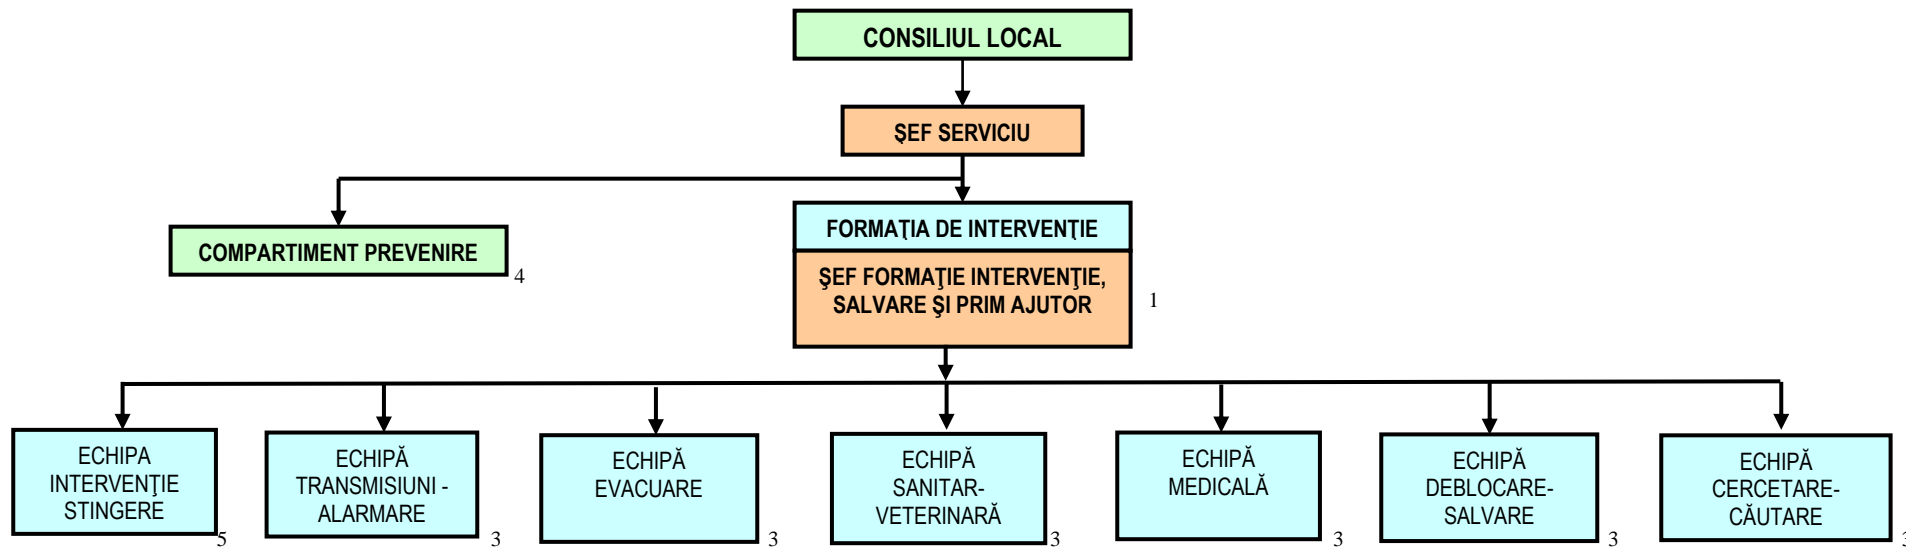 CONSILIUL LOCAL
ŞEF SERVICIU
COMPARTIMENT PREVENIRE
4
FORMAŢIA DE INTERVENŢIE
ŞEF FORMAŢIE INTERVENŢIE,
SALVARE ŞI PRIM AJUTOR
1
ECHIPA
INTERVENŢIE
STINGERE
5
ECHIPĂ
TRANSMISIUNI -
ALARMARE
3
ECHIPĂ
EVACUARE
3
ECHIPĂ
SANITAR-
VETERINARĂ
3
ECHIPĂ
MEDICALĂ
3
ECHIPĂ
DEBLOCARE-
SALVARE
3
ECHIPĂ
CERCETARE-
CĂUTARE
3